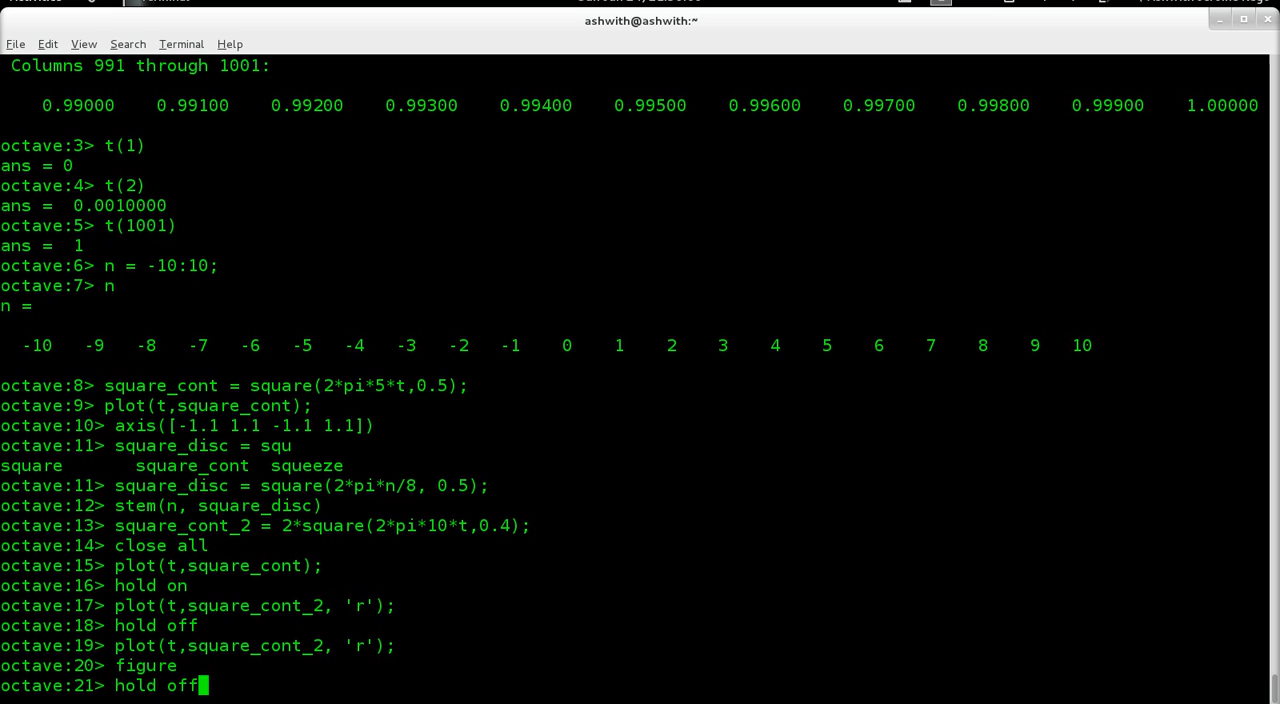 ashwith@ashwith:~
File Edit View Search Terminal Help
Columns 991 through 1001:
0.99000 0.99100 0.99200 0.99300 0.99400 0.99500 0.99600 0.99700 0.99800 0.99900 1.00000
octave:3> t(1)
ans = 0
octave:4> t(2)
ans = 0.0010000
octave:5> t(1001)
ans = 1
octave:6> n = -10:10;
octave:7> n
n =
-10 -9 -8 -7 -6 -5 -4 -3 -2 -1 0 1 2 3 4 5 6 7 8 9 10
octave:8> square_cont = square(2*pi*5*t,0.5);
octave:9> plot(t,square_cont);
octave:10> axis([-1.1 1.1 -1.1 1.1])
octave:11> square_disc = squ
square square_cont squeeze
octave:11> square_disc = square(2*pi*n/8, 0.5);
octave:12> stem(n, square_disc)
octave:13> square_cont_2 = 2*square(2*pi*10*t,0.4);
octave:14> close all
octave:15> plot(t,square_cont);
octave:16> hold on
octave:17> plot(t,square_cont_2, 'r');
octave:18> hold off
octave:19> plot(t,square_cont_2, 'r');
octave:20> figure
octave:21> hold off